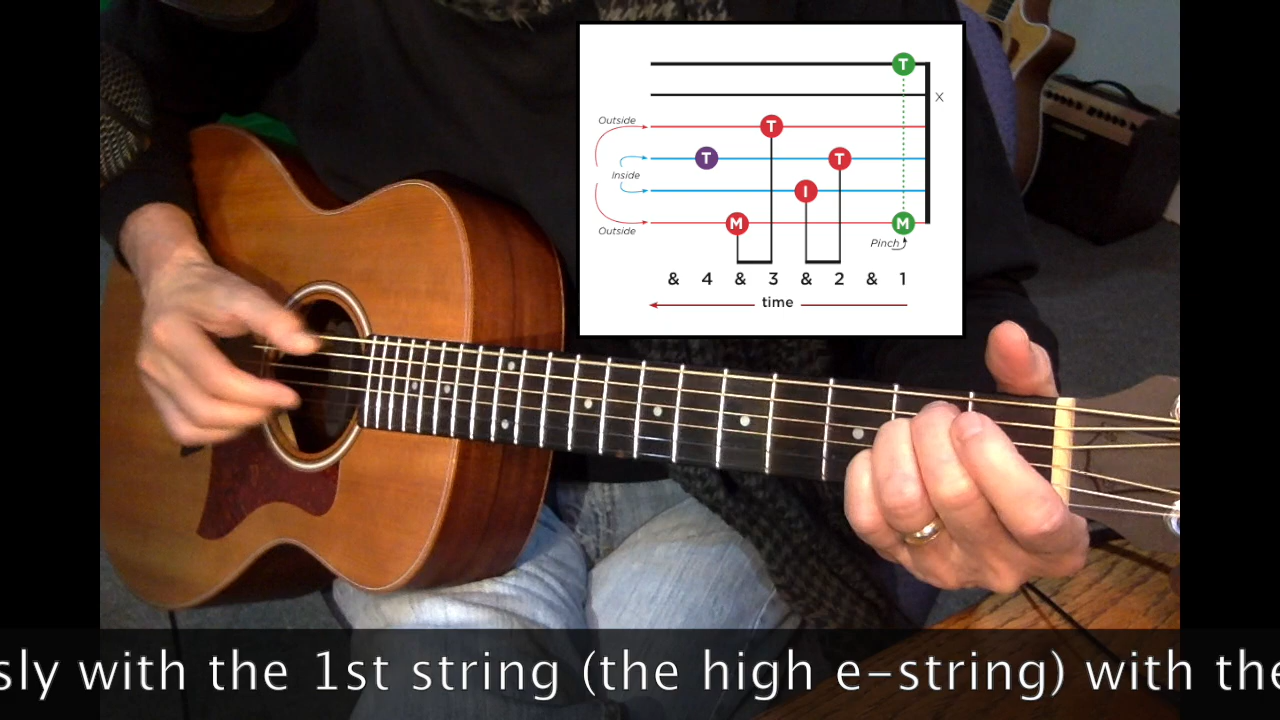 T
X
Outside
T
T
T
Inside
I
M
M
Outside
Pinch
& 4 & 3 & 2 & 1
time
sly with the 1st string (the high e-string) with the